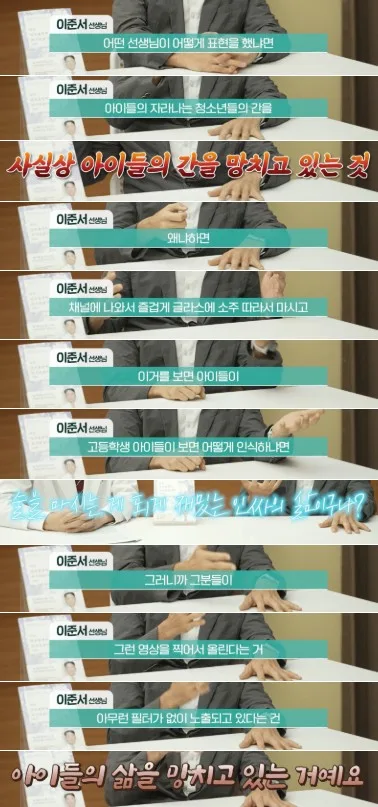 이준서 선생님
어떤 선생님이 어떻게 표현을 했냐면
이준서 선생님
아이들의 자라나는 청소년들의 간을
사실상 아이들의 간을 망치고 있는 것
이준서 선생님
왜냐하면
이준서 선생님
채널에 나와서 즐겁게 글라스에 소주 따라서 마시고
이준서 선생님
이거를 보면 아이들이
이준서 선생님
고등학생 아이들이 보면 어떻게 인식하냐면
술을 마시는 게 되게 재밌는 인싸의 놀이구나?
이준서 선생님
그러니까 그분들이
이준서 선생님
그런 영상을 찍어서 올린다는 거
이준서 선생님
아무런 필터가 없이 노출되고 있다는 건
아이들의 삶을 망치고 있는 거예요